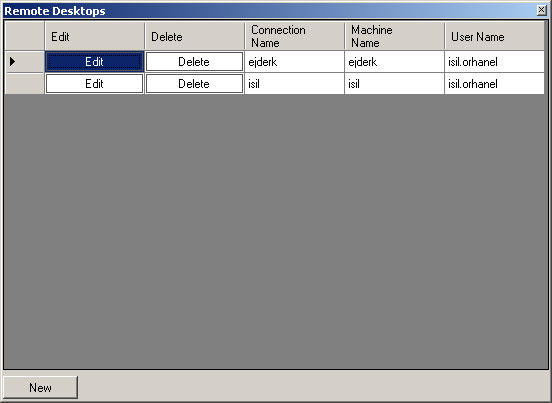 Remote Desktops
Edit Delete Connection Name Machine Name User Name
Edit Delete ejderk ejderk isil.orhanel
Edit Delete isil isil isil.orhanel
New